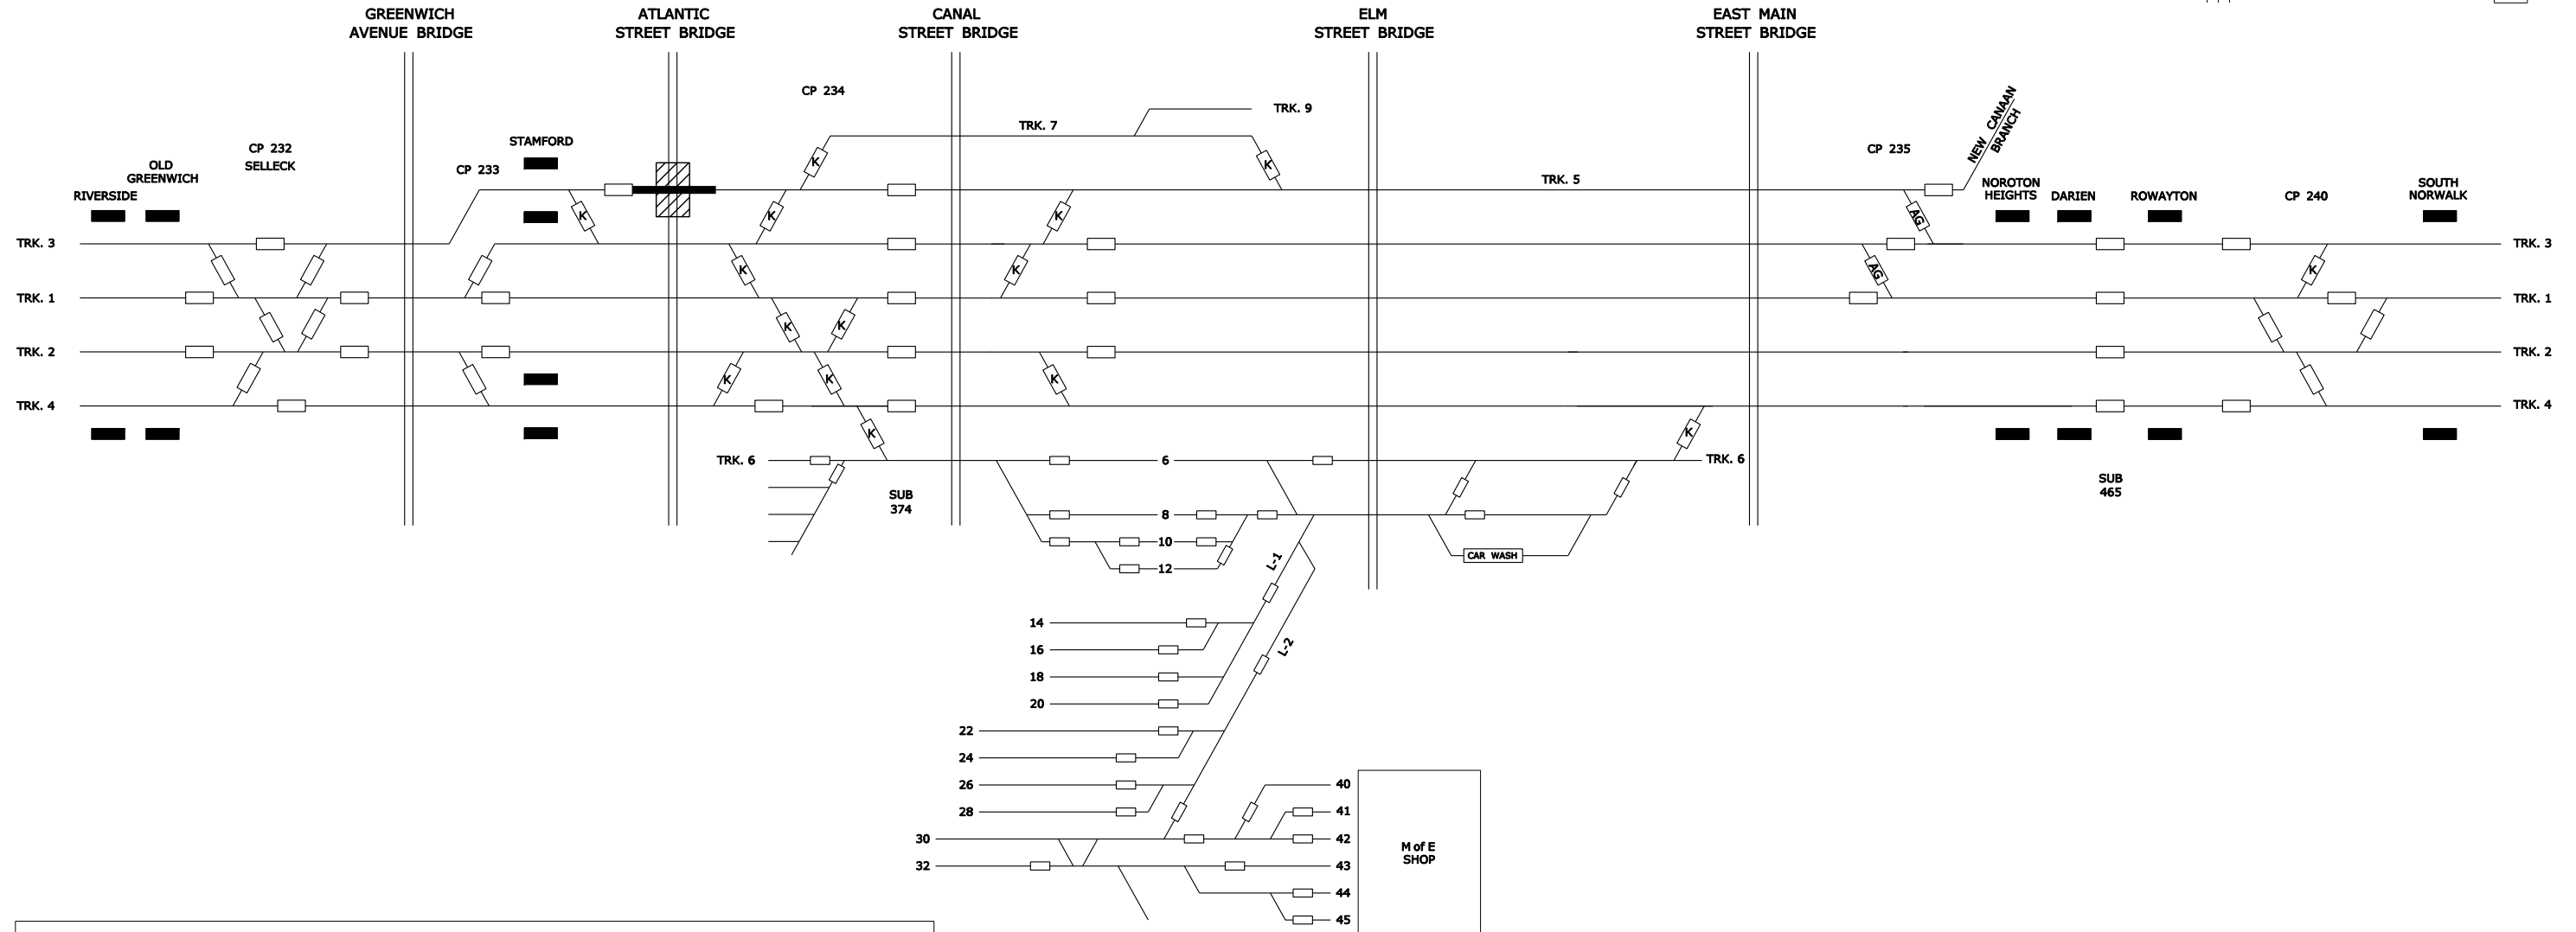 GREENWICH
AVENUE BRIDGE
ATLANTIC
STREET BRIDGE
CANAL
STREET BRIDGE
ELM
STREET BRIDGE
EAST MAIN
STREET BRIDGE
CP 234
TRK. 9
TRK. 7
NEW CANAAN
BRANCH
STAMFORD
CP 232
SELLECK
CP 233
CP 235
OLD
GREENWICH
RIVERSIDE
K
K
TRK. 5
NOROTON
HEIGHTS
DARIEN
ROWAYTON
CP 240
SOUTH
NORWALK
K
K
K
AG
TRK. 3
TRK. 3
K
K
AG
K
TRK. 1
TRK. 1
K
K
TRK. 2
TRK. 2
K
K
K
TRK. 4
TRK. 4
K
K
TRK. 6
6
TRK. 6
SUB
374
SUB
465
8
10
CAR WASH
12
L-1
14
16
L-2
18
20
22
24
26
40
28
41
30
42
M of E
SHOP
32
43
44
45